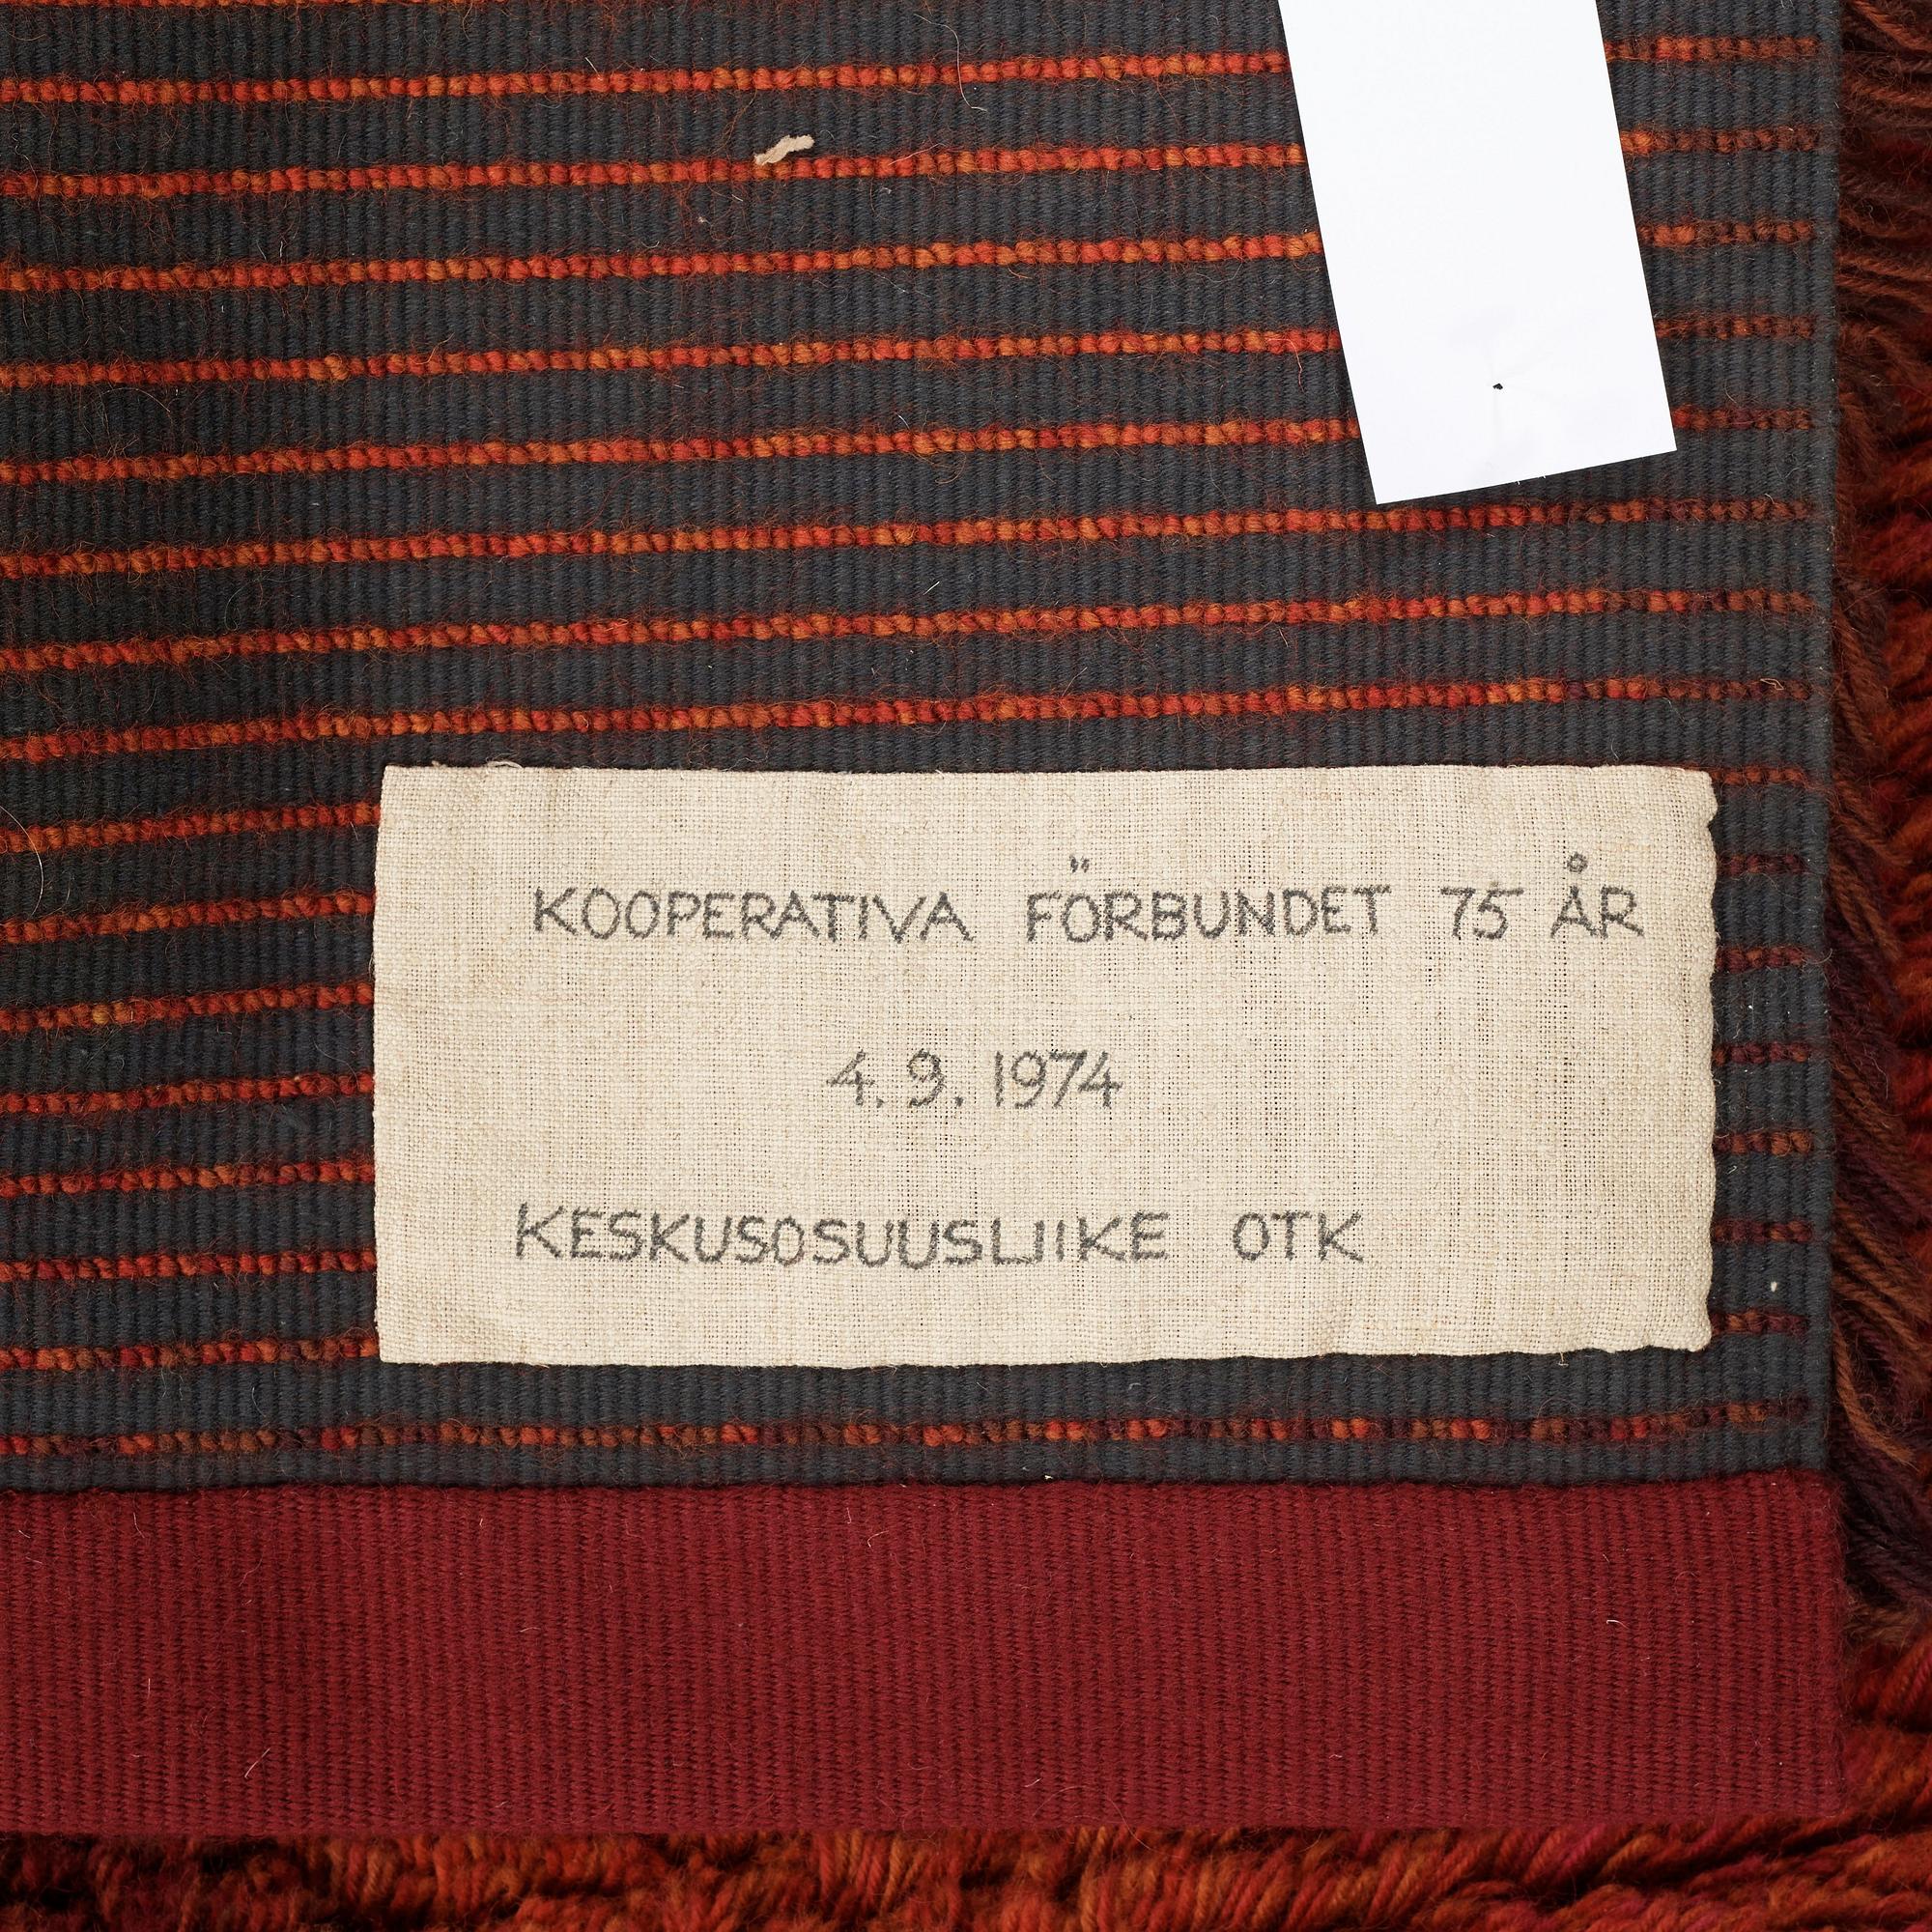 KOOPERATIVA FÖRBUNDET 75 ÅR
4.9.1974
KESKUSOSUUSLIIKE OTK